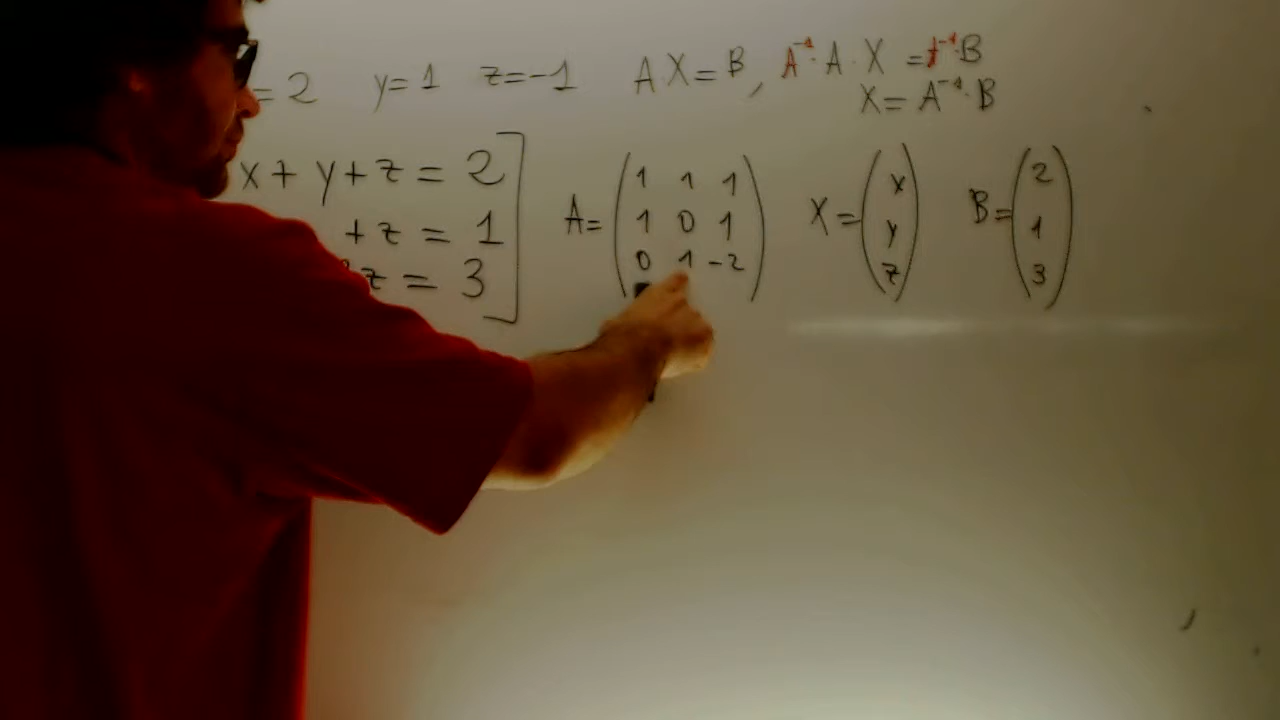 = 2 y = 1 z = -1 A·X = B, A⁻¹·A·X = A⁻¹·B
X = A⁻¹·B
x + y + z = 2
+ z = 1
z = 3
A = ( 1 1 1
1 0 1
0 1 -2 )
X = ( x
y
z )
B = ( 2
1
3 )